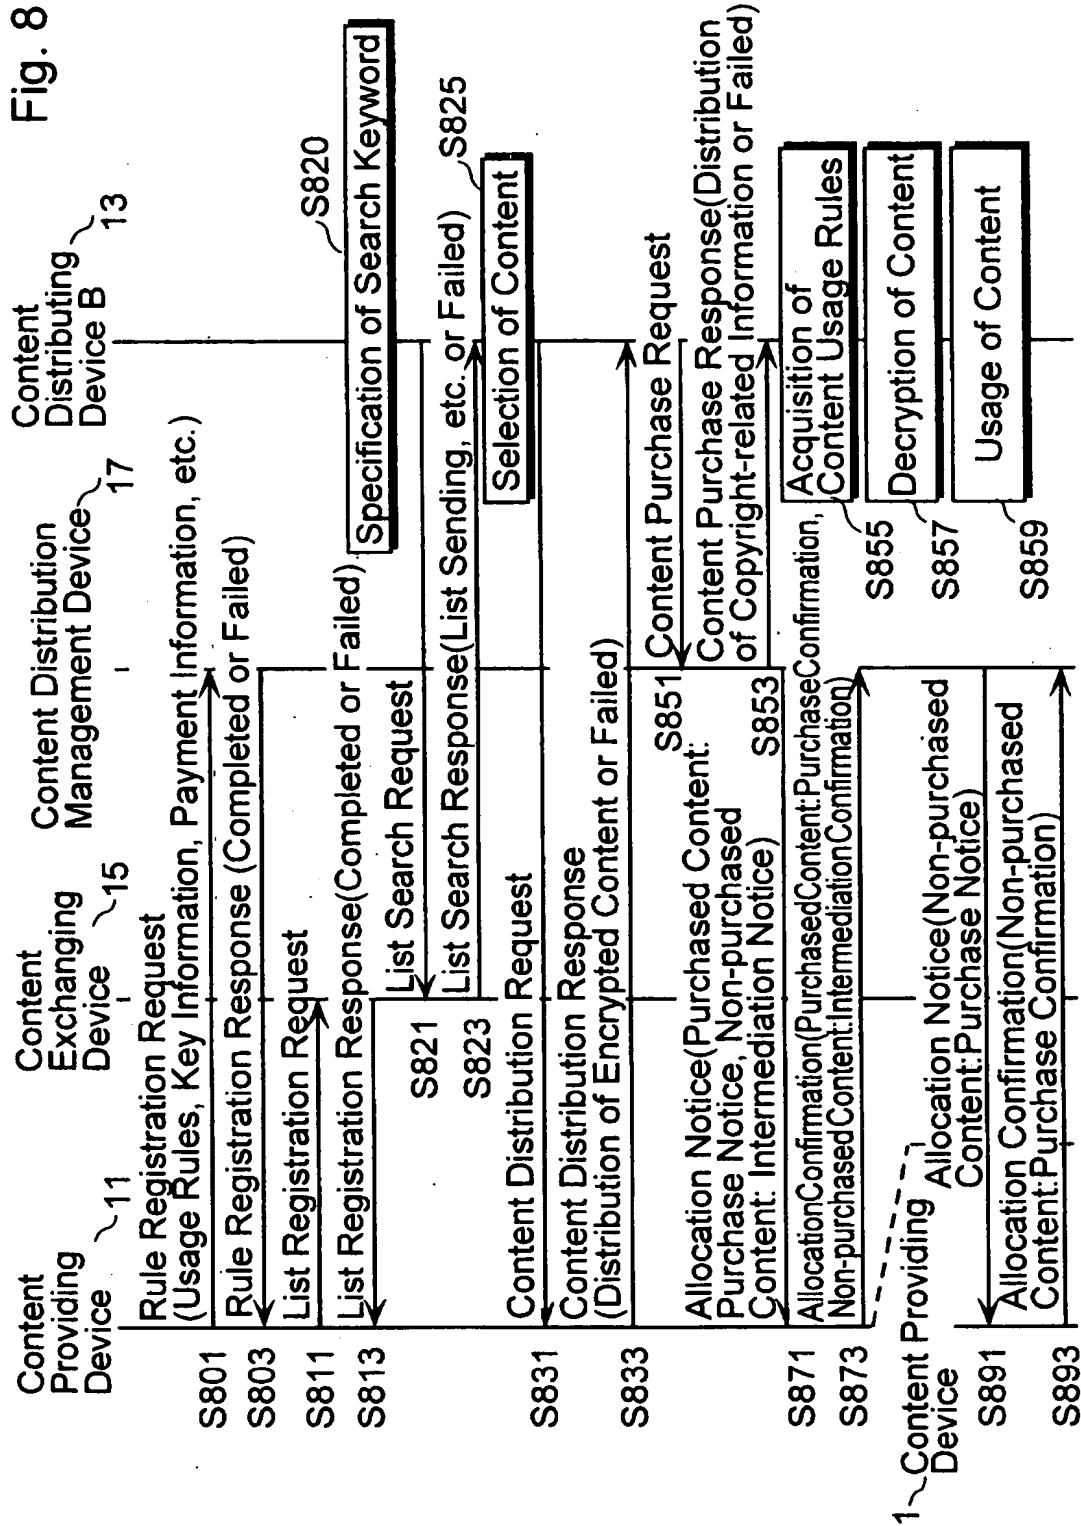 Fig. 8
Content
Providing
Device
11
Content
Exchanging
Device
15
Content Distribution
Management Device
17
Content
Distributing
Device B
13
S801
Rule Registration Request
(Usage Rules, Key Information, Payment Information, etc.)
S803
Rule Registration Response (Completed or Failed)
S811
List Registration Request
S813
List Registration Response(Completed or Failed)
S820
Specification of Search Keyword
S821
List Search Request
S823
List Search Response(List Sending, etc. or Failed)
S825
Selection of Content
S831
Content Distribution Request
S833
Content Distribution Response
(Distribution of Encrypted Content or Failed)
S851
Content Purchase Request
S853
Content Purchase Response(Distribution
of Copyright-related Information or Failed)
S855
Acquisition of
Content Usage Rules
S857
Decryption of Content
S859
Usage of Content
S871
Allocation Notice(Purchased Content:
Purchase Notice, Non-purchased
Content: Intermediation Notice)
S873
AllocationConfirmation(PurchasedContent:PurchaseConfirmation,
Non-purchasedContent:IntermediationConfirmation)
1
Content Providing
Device
S891
Allocation Notice(Non-purchased
Content:Purchase Notice)
S893
Allocation Confirmation(Non-purchased
Content:Purchase Confirmation)